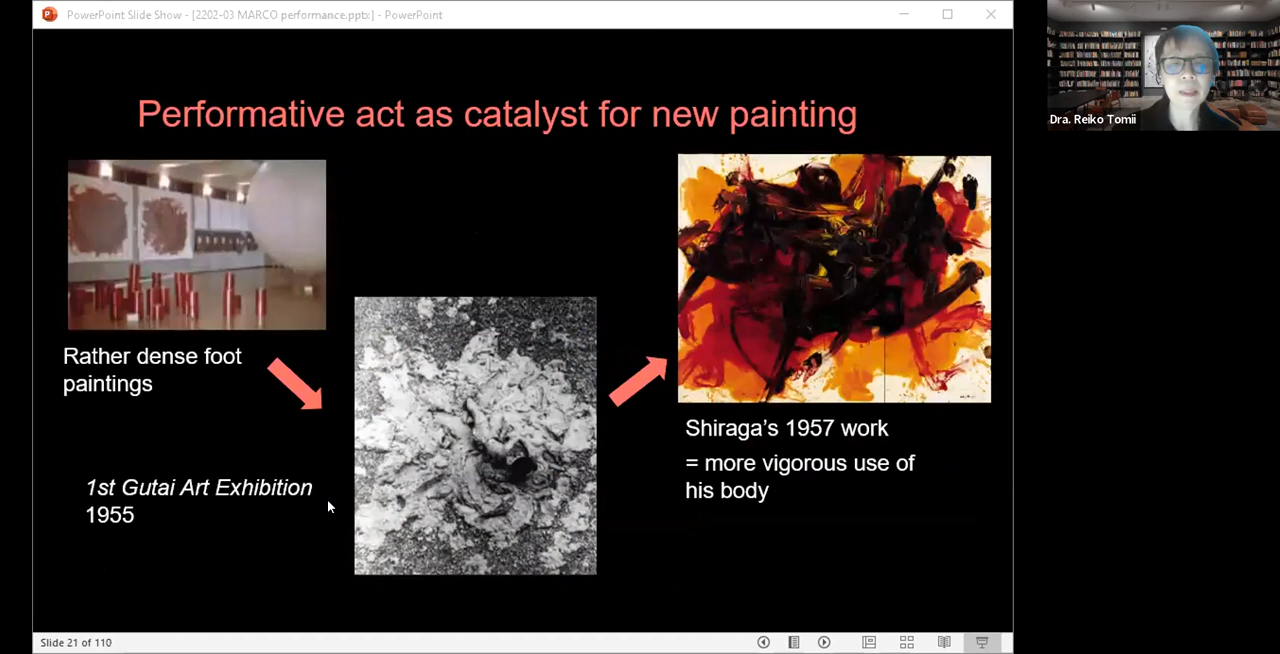 PowerPoint Slide Show - [2202-03 MARCO performance.pptx] - PowerPoint
Performative act as catalyst for new painting
Rather dense foot
paintings
1st Gutai Art Exhibition
1955
Shiraga's 1957 work
= more vigorous use of
his body
Slide 21 of 110
Dra. Reiko Tomii